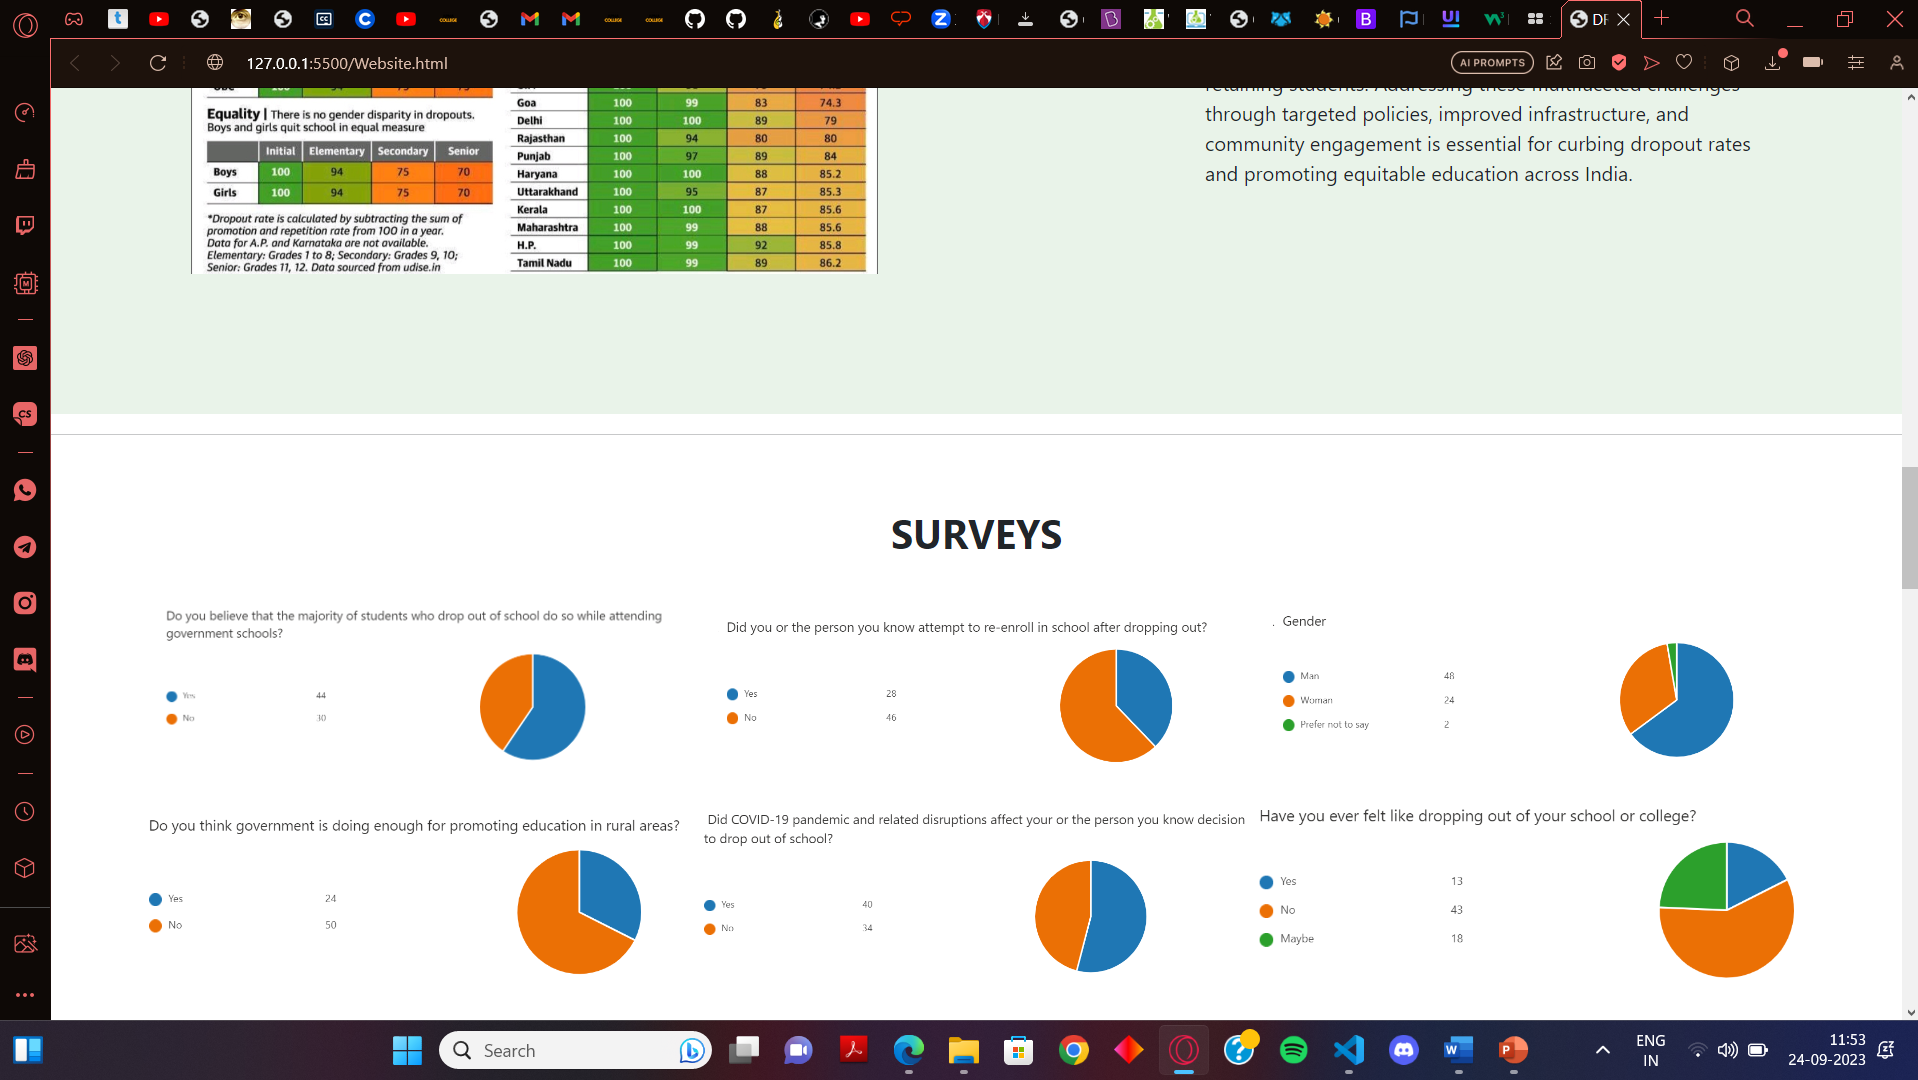 AI PROMPTS
127.0.0.1:5500/Website.html
Equality | There is no gender disparity in dropouts.
Boys and girls quit school in equal measure
Initial Elementary Secondary Senior
Boys 100 94 75 70
Girls 100 94 75 70
*Dropout rate is calculated by subtracting the sum of
promotion and repetition rate from 100 in a year.
Data for A.P. and Karnataka are not available.
Elementary: Grades 1 to 8; Secondary: Grades 9, 10;
Senior: Grades 11, 12. Data sourced from udise.in
Goa 100 99 83 74.3
Delhi 100 100 89 79
Rajasthan 100 94 80 80
Punjab 100 97 89 84
Haryana 100 100 88 85.2
Uttarakhand 100 95 87 85.3
Kerala 100 100 87 85.6
Maharashtra 100 99 88 85.6
H.P. 100 99 92 85.8
Tamil Nadu 100 99 89 86.2
retaining students. Addressing these multifaceted challenges
through targeted policies, improved infrastructure, and
community engagement is essential for curbing dropout rates
and promoting equitable education across India.
SURVEYS
Do you believe that the majority of students who drop out of school do so while attending
government schools?
Yes 44
No 30
Did you or the person you know attempt to re-enroll in school after dropping out?
Yes 28
No 46
. Gender
Man 48
Woman 24
Prefer not to say 2
Do you think government is doing enough for promoting education in rural areas?
Yes 24
No 50
Did COVID-19 pandemic and related disruptions affect your or the person you know decision
to drop out of school?
Yes 40
No 34
Have you ever felt like dropping out of your school or college?
Yes 13
No 43
Maybe 18
Search
ENG
IN
11:53
24-09-2023